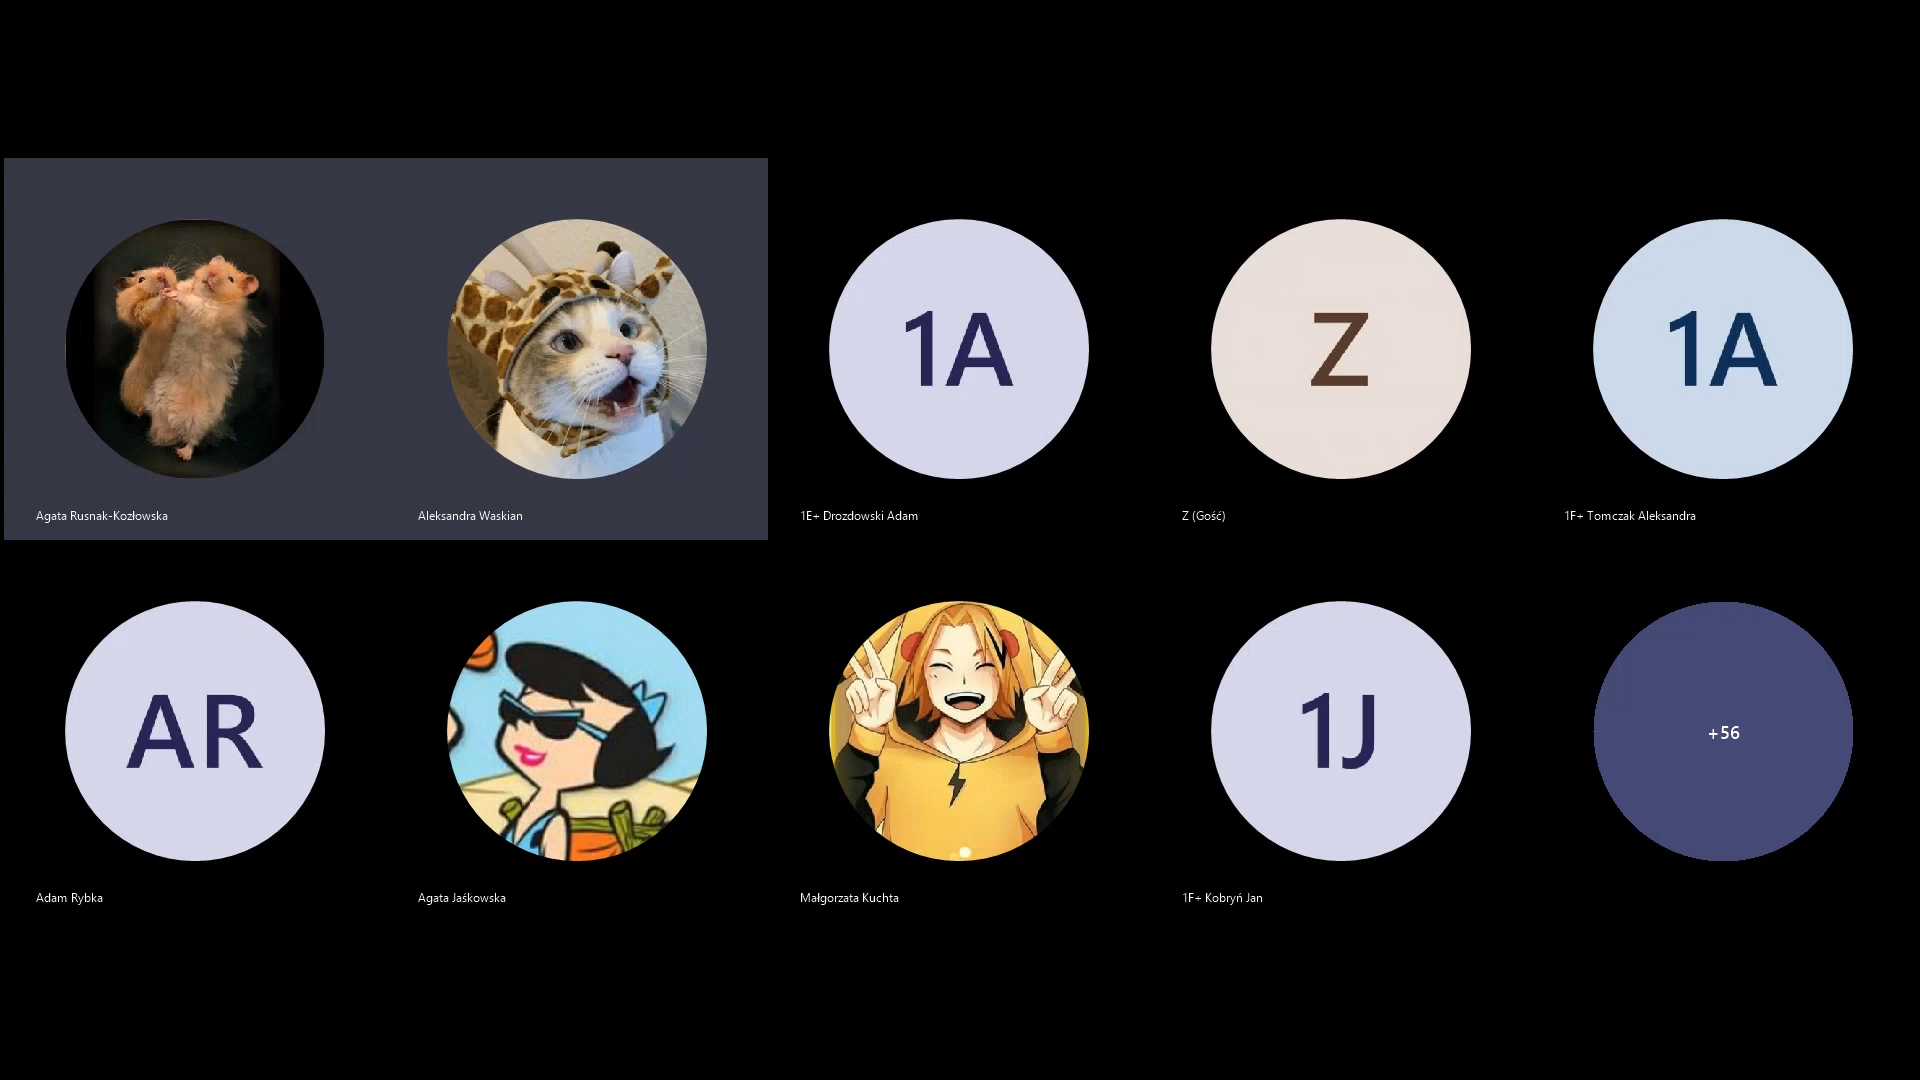 1A
Z
1A
Agata Rusnak-Kozłowska
Aleksandra Waskian
1E+ Drozdowski Adam
Z (Gość)
1F+ Tomczak Aleksandra
AR
1J
+56
Adam Rybka
Agata Jaśkowska
Małgorzata Kuchta
1F+ Kobryń Jan